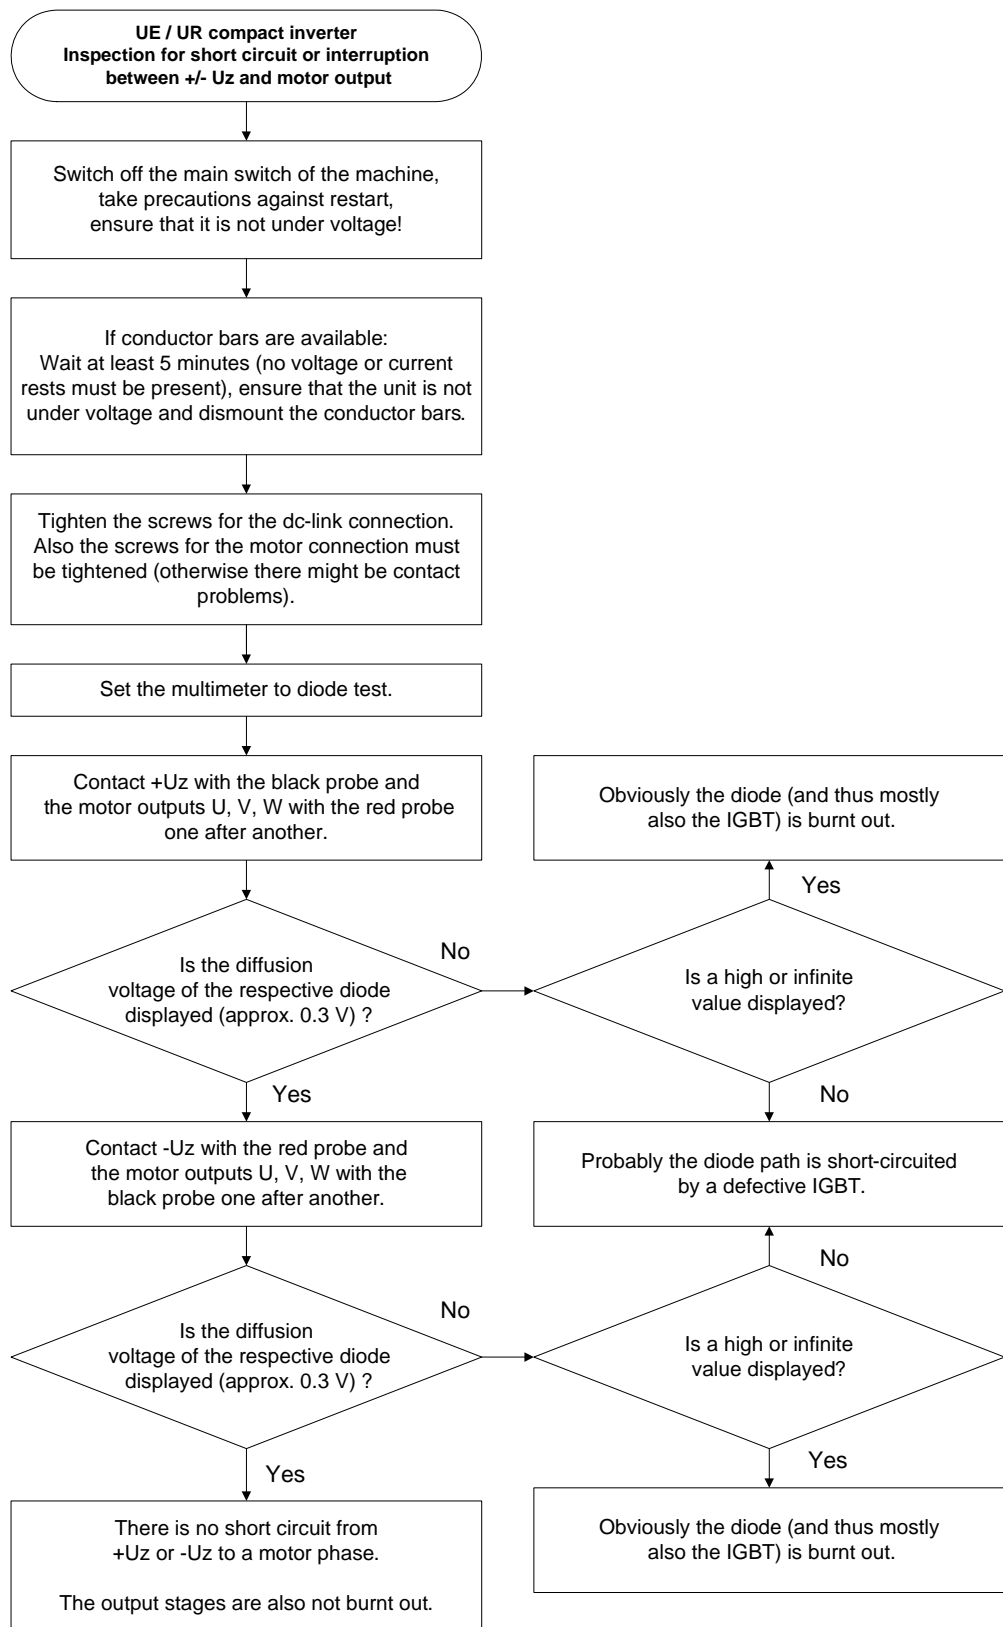 UE / UR compact inverter
Inspection for short circuit or interruption
between +/- Uz and motor output
Switch off the main switch of the machine,
take precautions against restart,
ensure that it is not under voltage!
If conductor bars are available:
Wait at least 5 minutes (no voltage or current
rests must be present), ensure that the unit is not
under voltage and dismount the conductor bars.
Tighten the screws for the dc-link connection.
Also the screws for the motor connection must
be tightened (otherwise there might be contact
problems).
Set the multimeter to diode test.
Contact +Uz with the black probe and
the motor outputs U, V, W with the red probe
one after another.
Obviously the diode (and thus mostly
also the IGBT) is burnt out.
Yes
No
Is the diffusion
voltage of the respective diode
displayed (approx. 0.3 V) ?
Is a high or infinite
value displayed?
Yes
No
Contact -Uz with the red probe and
the motor outputs U, V, W with the
black probe one after another.
Probably the diode path is short-circuited
by a defective IGBT.
No
No
Is the diffusion
voltage of the respective diode
displayed (approx. 0.3 V) ?
Is a high or infinite
value displayed?
Yes
Yes
There is no short circuit from
+Uz or -Uz to a motor phase.
The output stages are also not burnt out.
Obviously the diode (and thus mostly
also the IGBT) is burnt out.